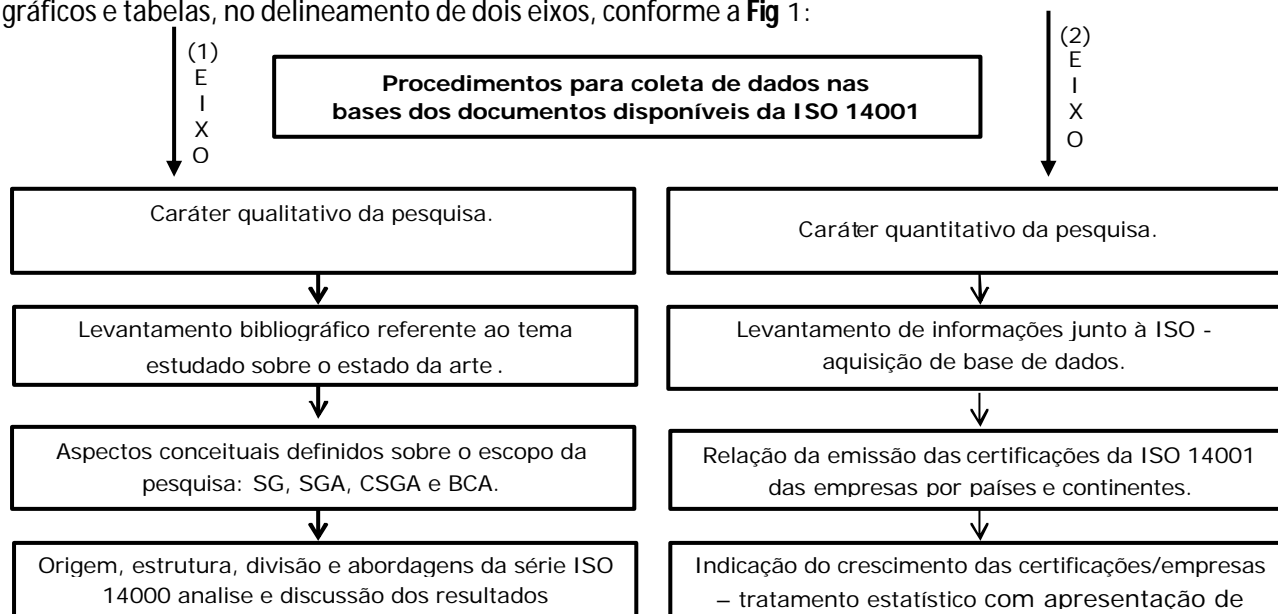 gráficos e tabelas, no delineamento de dois eixos, conforme a Fig 1:
(1)
E
I
X
O
Procedimentos para coleta de dados nas
bases dos documentos disponíveis da ISO 14001
(2)
E
I
X
O
Caráter qualitativo da pesquisa.
Levantamento bibliográfico referente ao tema
estudado sobre o estado da arte .
Aspectos conceituais definidos sobre o escopo da
pesquisa: SG, SGA, CSGA e BCA.
Origem, estrutura, divisão e abordagens da série ISO
14000 analise e discussão dos resultados
Caráter quantitativo da pesquisa.
Levantamento de informações junto à ISO -
aquisição de base de dados.
Relação da emissão das certificações da ISO 14001
das empresas por países e continentes.
Indicação do crescimento das certificações/empresas
– tratamento estatístico com apresentação de